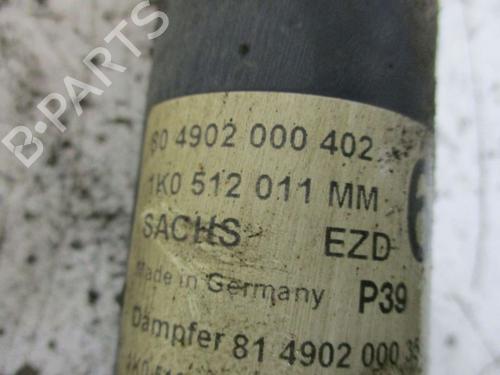 B-PARTS
80 4902 000 402
1K0 512 011 MM
SACHS EZD
Made in Germany P39
Dämpfer 81 4902 000